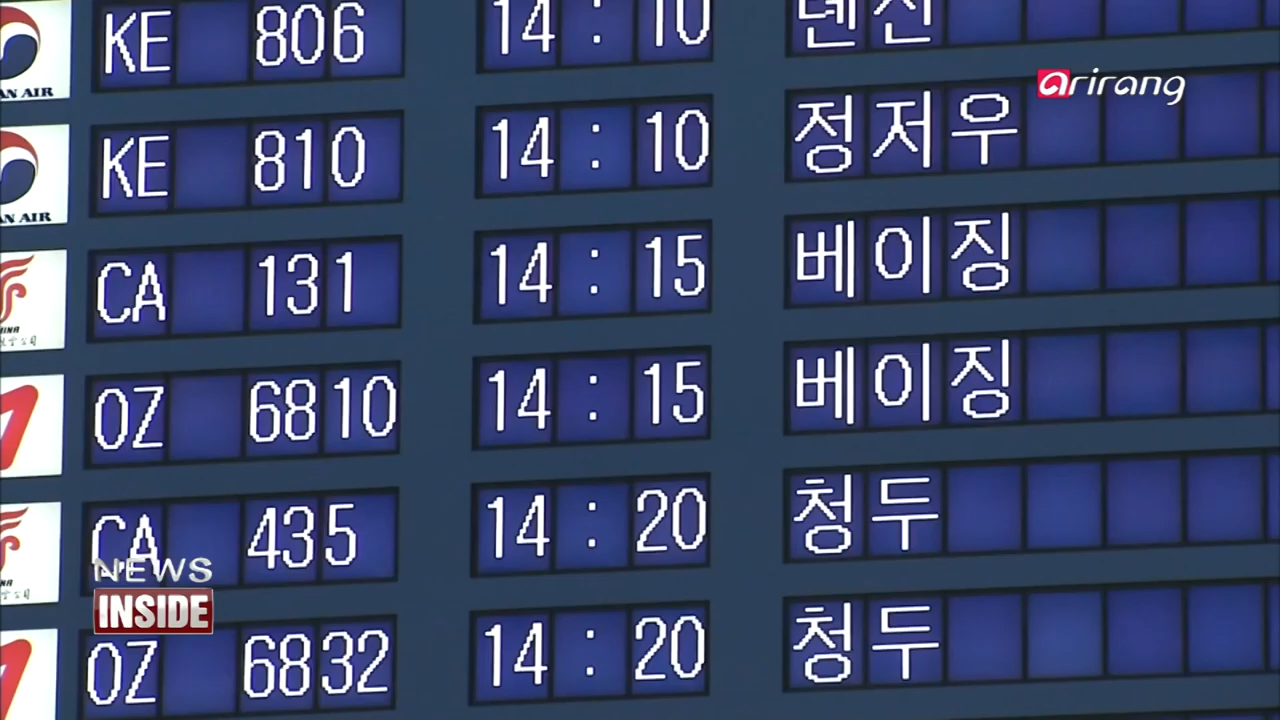 KE 806 14:10 톈진
arirang
AN AIR
KE 810 14:10 정저우
AN AIR
CA 131 14:15 베이징
OZ 6810 14:15 베이징
CA 435 14:20 청두
NEWS
INSIDE
OZ 6832 14:20 청두